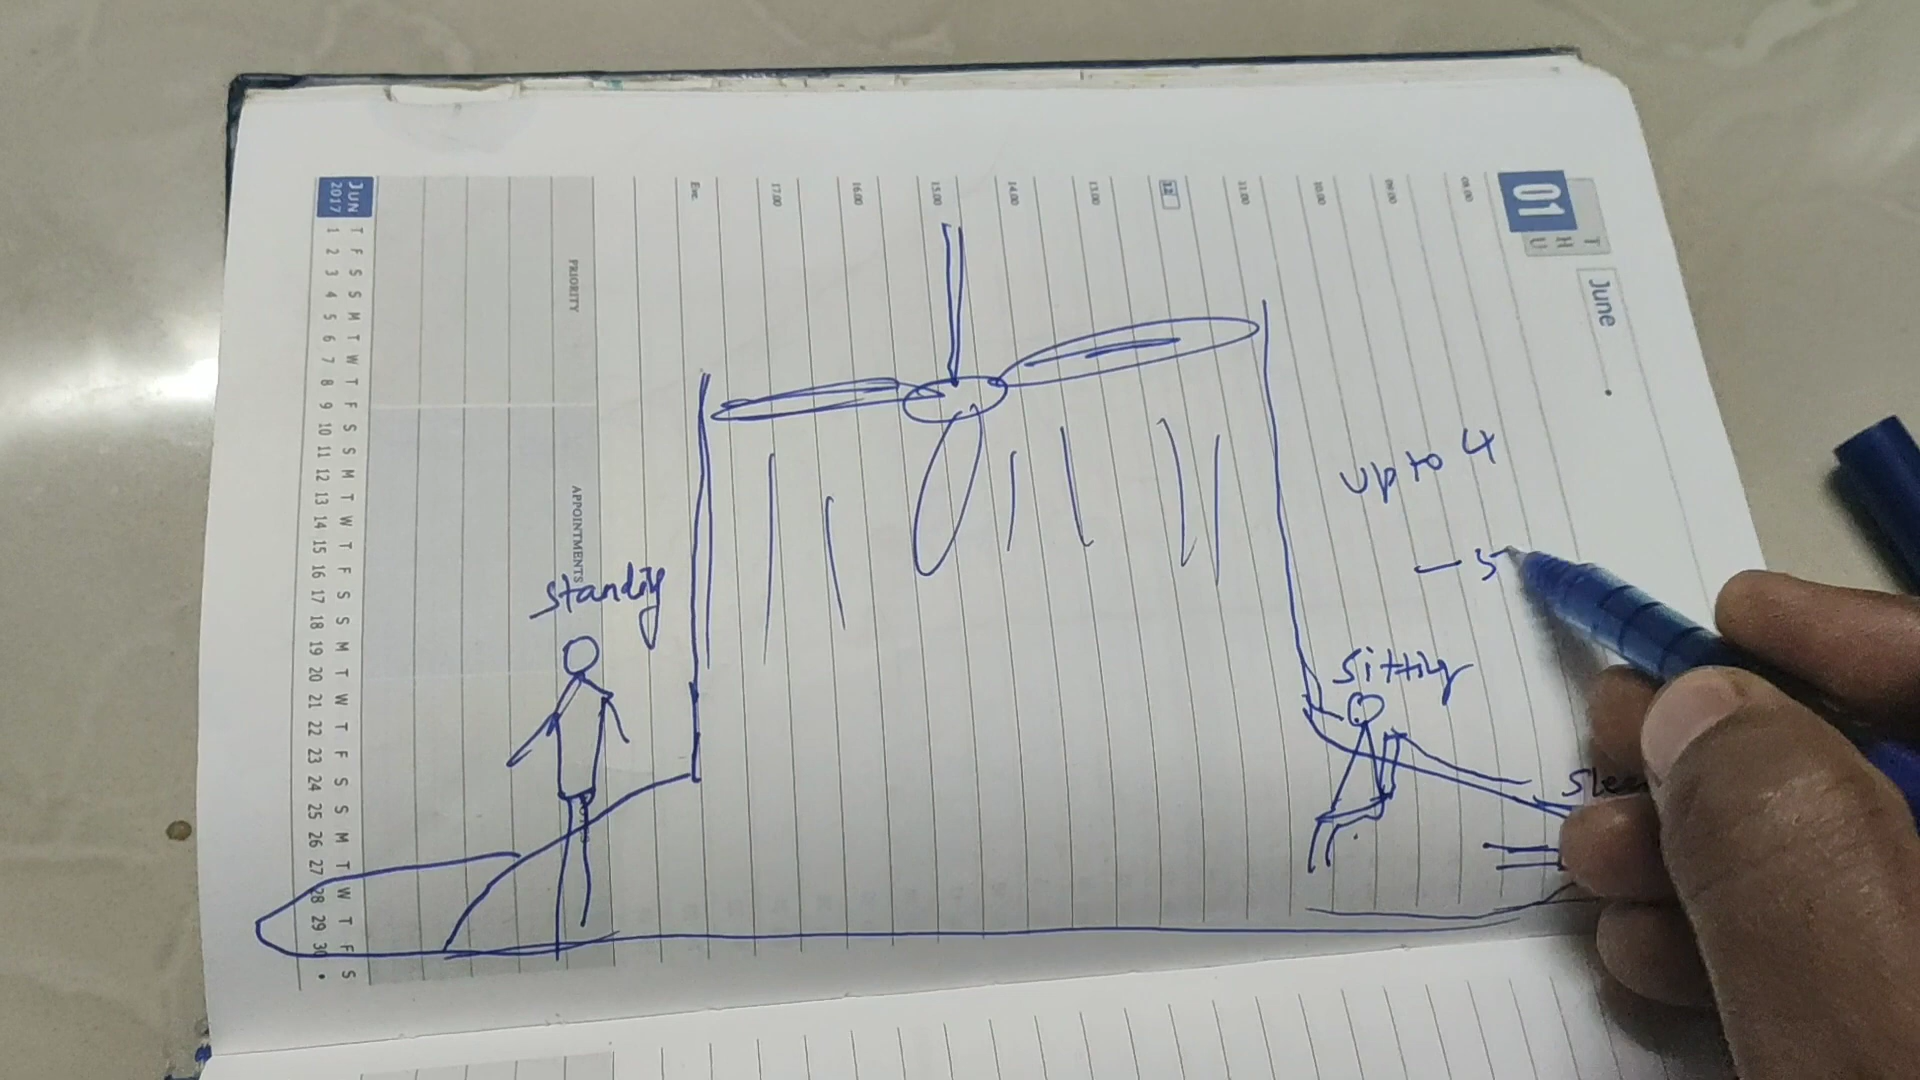 Up to 4
- 5
Standing
Sitting
01
T
H
U
June
08.00
09.00
10.00
11.00
12
13.00
14.00
15.00
16.00
17.00
Eve.
PRIORITY
APPOINTMENTS
JUN
2017
T F S S M T W T F S S M T W T F S S M T W T F S S M T W T F S
1 2 3 4 5 6 7 8 9 10 11 12 13 14 15 16 17 18 19 20 21 22 23 24 25 26 27 28 29 30